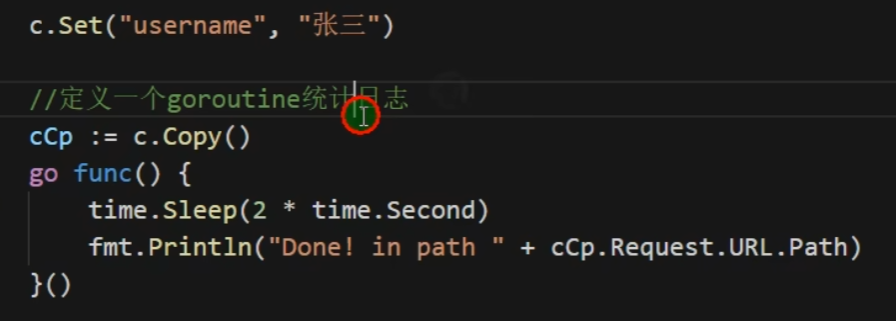 c.Set("username", "张三")
//定义一个goroutine统计日志
cCp := c.Copy()
go func() {
time.Sleep(2 * time.Second)
fmt.Println("Done! in path " + cCp.Request.URL.Path)
}()